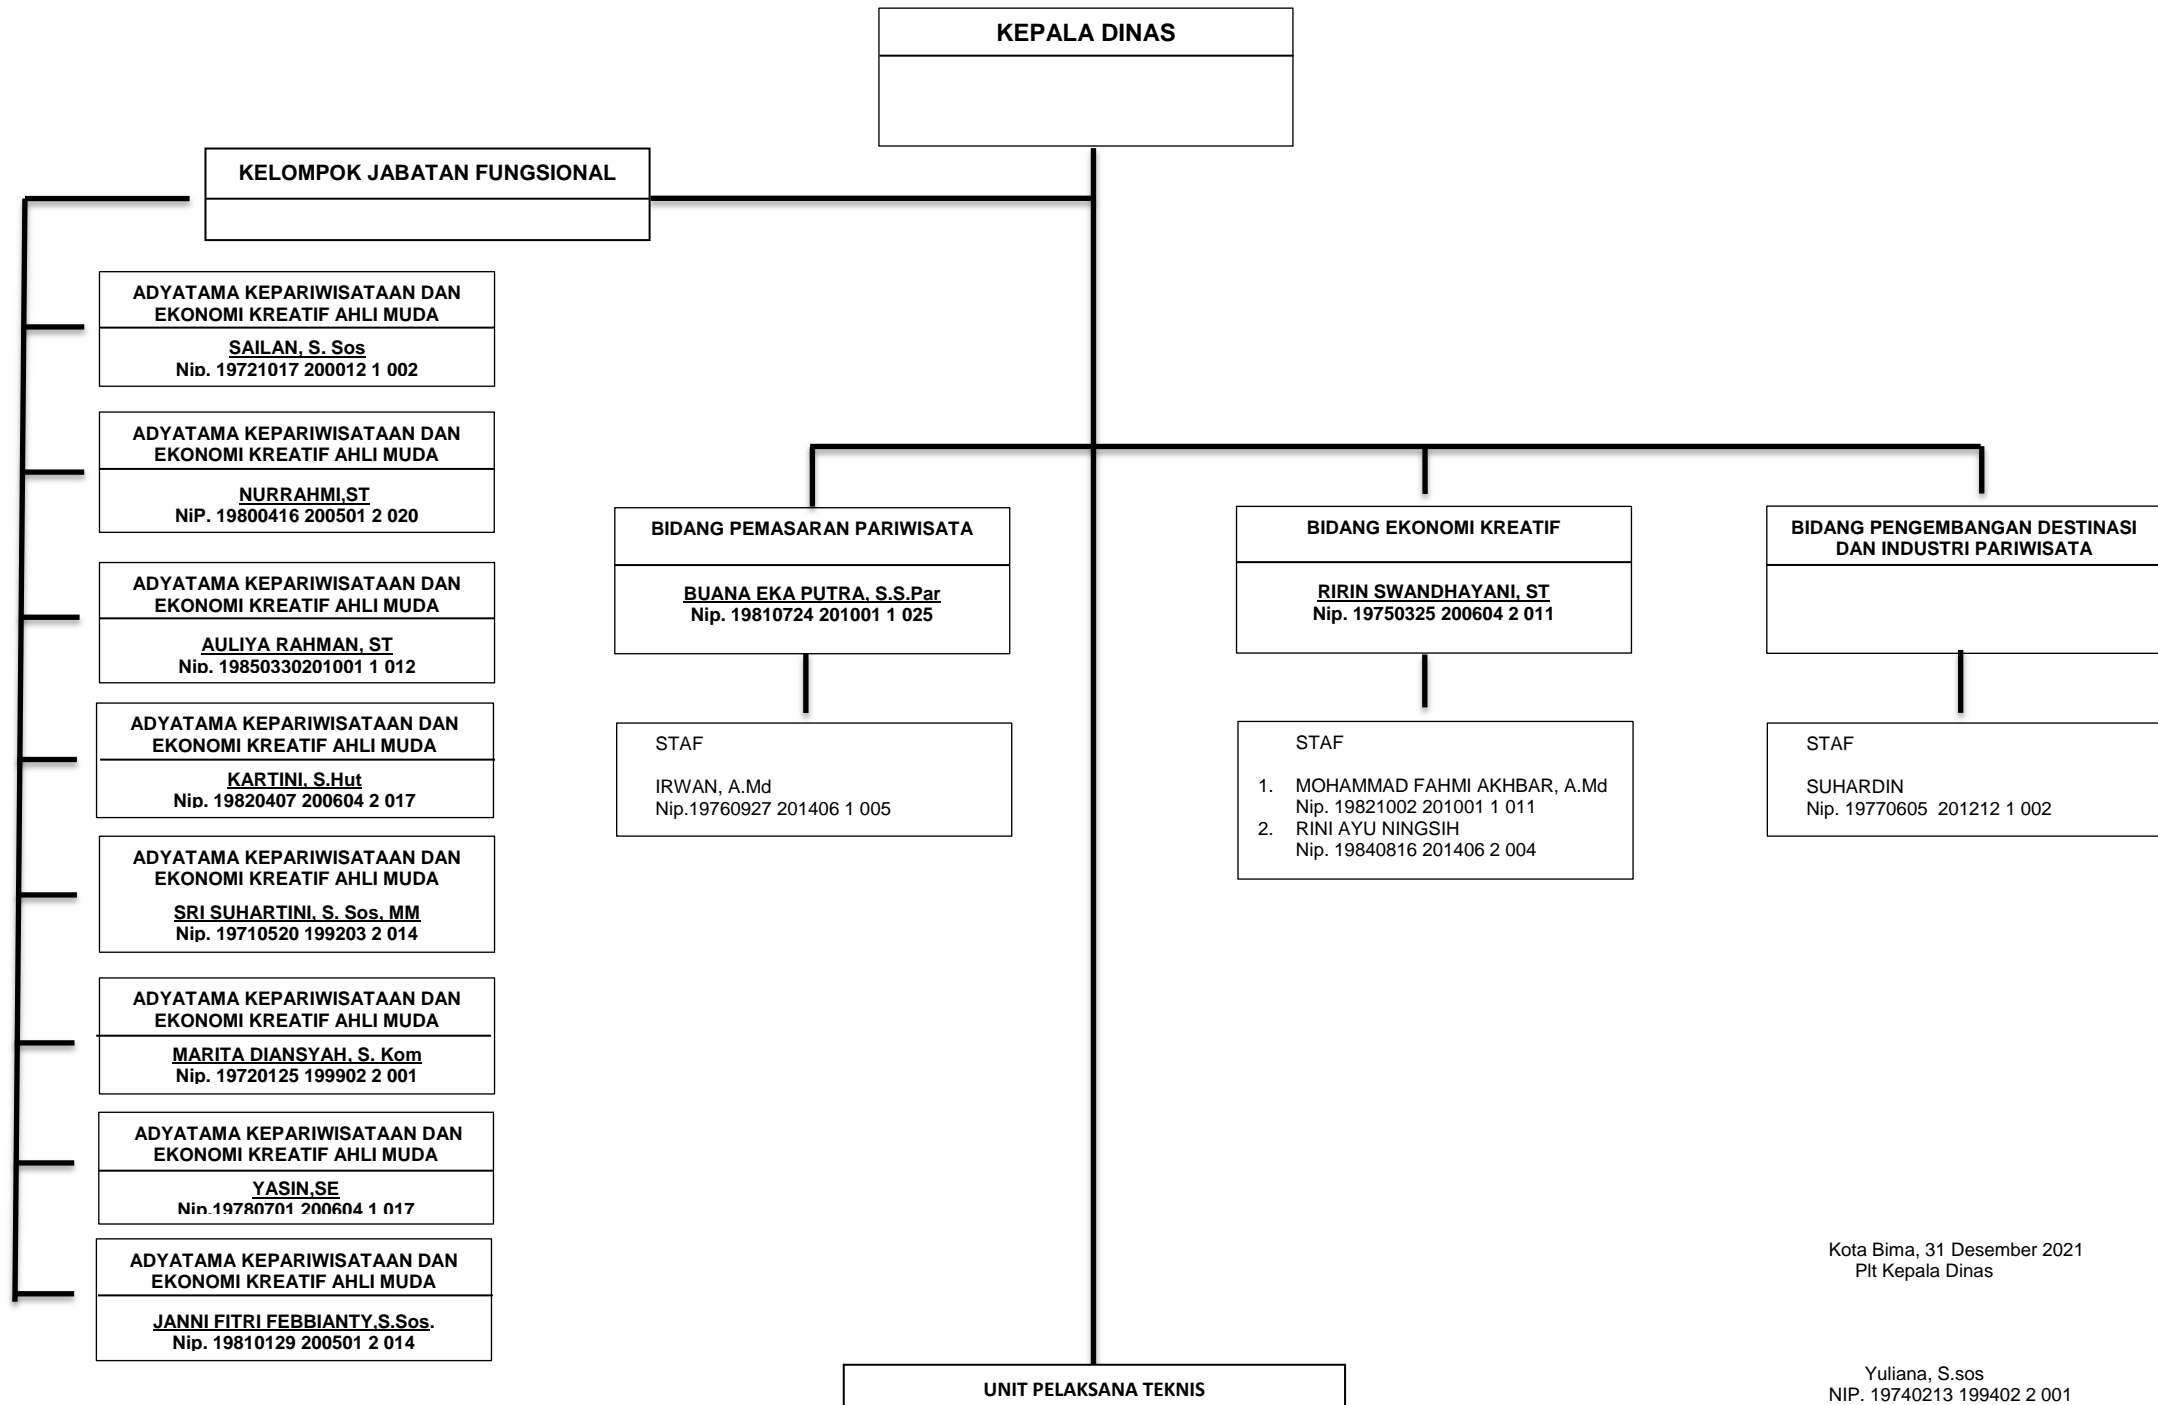 KEPALA DINAS
KELOMPOK JABATAN FUNGSIONAL
ADYATAMA KEPARIWISATAAN DAN
EKONOMI KREATIF AHLI MUDA
SAILAN, S. Sos
Nip. 19721017 200012 1 002
ADYATAMA KEPARIWISATAAN DAN
EKONOMI KREATIF AHLI MUDA
NURRAHMI,ST
NiP. 19800416 200501 2 020
ADYATAMA KEPARIWISATAAN DAN
EKONOMI KREATIF AHLI MUDA
AULIYA RAHMAN, ST
Nip. 19850330201001 1 012
ADYATAMA KEPARIWISATAAN DAN
EKONOMI KREATIF AHLI MUDA
KARTINI, S.Hut
Nip. 19820407 200604 2 017
ADYATAMA KEPARIWISATAAN DAN
EKONOMI KREATIF AHLI MUDA
SRI SUHARTINI, S. Sos, MM
Nip. 19710520 199203 2 014
ADYATAMA KEPARIWISATAAN DAN
EKONOMI KREATIF AHLI MUDA
MARITA DIANSYAH, S. Kom
Nip. 19720125 199902 2 001
ADYATAMA KEPARIWISATAAN DAN
EKONOMI KREATIF AHLI MUDA
YASIN,SE
Nip.19780701 200604 1 017
ADYATAMA KEPARIWISATAAN DAN
EKONOMI KREATIF AHLI MUDA
JANNI FITRI FEBBIANTY,S.Sos.
Nip. 19810129 200501 2 014
BIDANG PEMASARAN PARIWISATA
BUANA EKA PUTRA, S.S.Par
Nip. 19810724 201001 1 025
STAF
IRWAN, A.Md
Nip.19760927 201406 1 005
BIDANG EKONOMI KREATIF
RIRIN SWANDHAYANI, ST
Nip. 19750325 200604 2 011
STAF
1. MOHAMMAD FAHMI AKHBAR, A.Md
Nip. 19821002 201001 1 011
2. RINI AYU NINGSIH
Nip. 19840816 201406 2 004
BIDANG PENGEMBANGAN DESTINASI
DAN INDUSTRI PARIWISATA
STAF
SUHARDIN
Nip. 19770605 201212 1 002
UNIT PELAKSANA TEKNIS
Kota Bima, 31 Desember 2021
Plt Kepala Dinas
Yuliana, S.sos
NIP. 19740213 199402 2 001